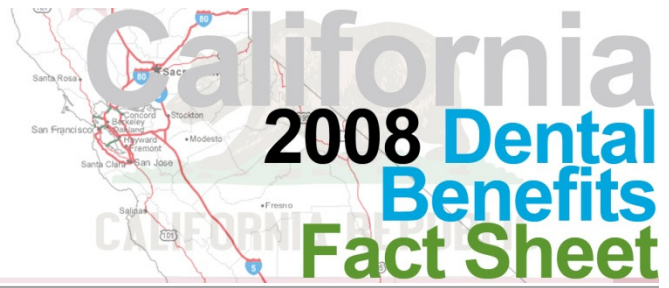 California
2008 Dental
Benefits
Fact Sheet
80
Santa Rosa
80
Concord
Stockton
Berkeley
San Francisco
Oakland
Hayward
Modesto
Fremont
Santa Clara
San Jose
Salinas
Fresno
101
5
CALIFORNIA REPUBLIC